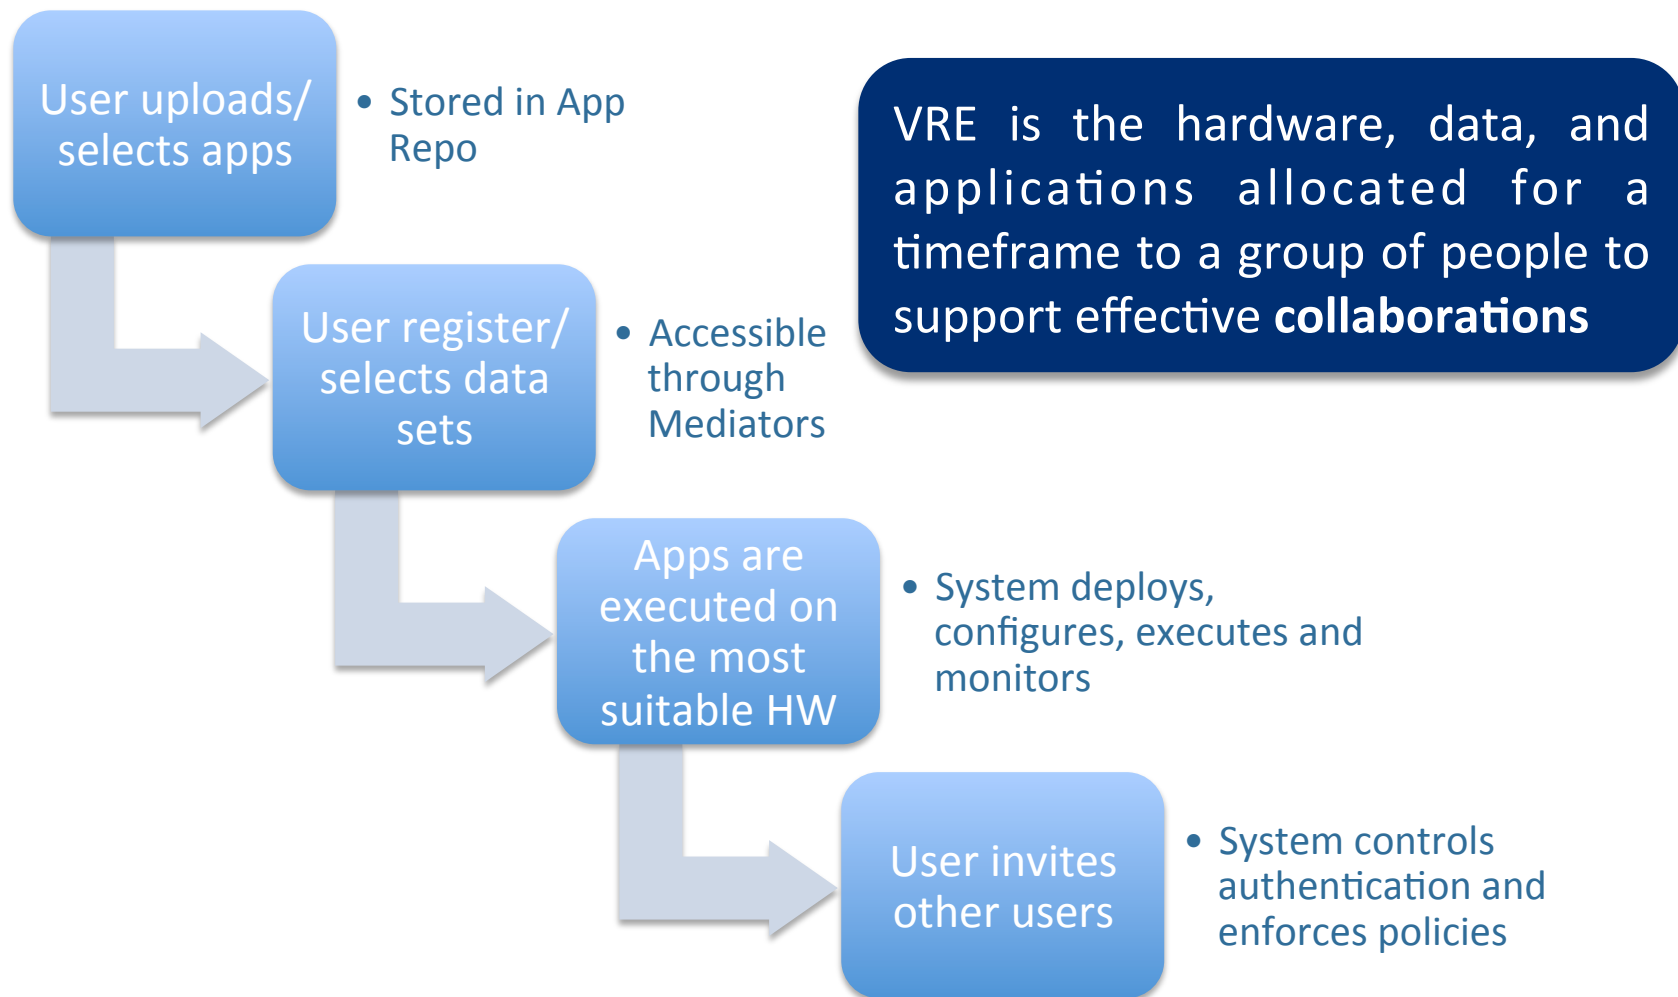 User uploads/
selects apps
• Stored in App
Repo
VRE is the hardware, data, and
applications allocated for a
timeframe to a group of people to
support effective collaborations
User register/
selects data
sets
• Accessible
through
Mediators
Apps are
executed on
the most
suitable HW
• System deploys,
configures, executes and
monitors
User invites
other users
• System controls
authentication and
enforces policies